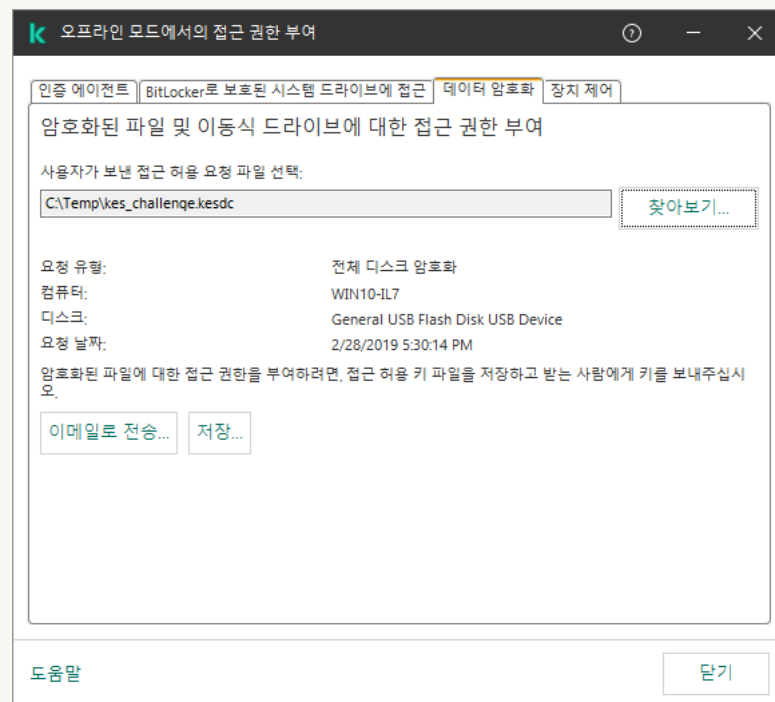 오프라인 모드에서의 접근 권한 부여
인증 에이전트 BitLocker로 보호된 시스템 드라이브에 접근 데이터 암호화 장치 제어
암호화된 파일 및 이동식 드라이브에 대한 접근 권한 부여
사용자가 보낸 접근 허용 요청 파일 선택:
C:\Temp\kes_challenge.kesdc 찾아보기...
요청 유형: 전체 디스크 암호화
컴퓨터: WIN10-IL7
디스크: General USB Flash Disk USB Device
요청 날짜: 2/28/2019 5:30:14 PM
암호화된 파일에 대한 접근 권한을 부여하려면, 접근 허용 키 파일을 저장하고 받는 사람에게 키를 보내주십시
오.
이메일로 전송... 저장...
도움말 닫기